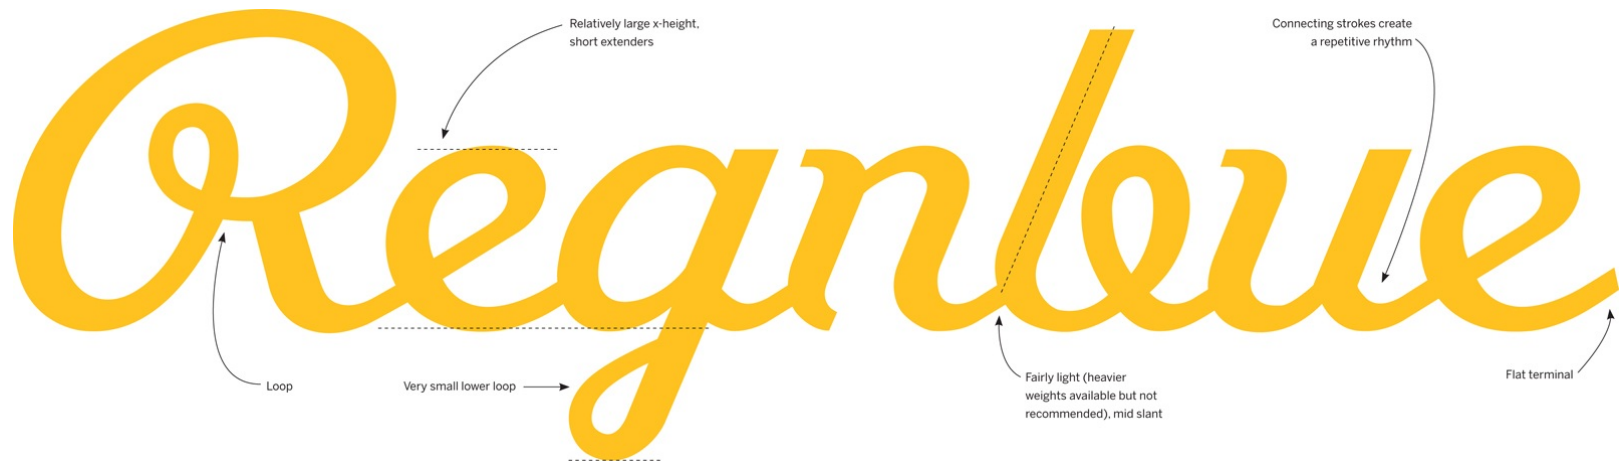 Relatively large x-height,
short extenders
Connecting strokes create
a repetitive rhythm
Regnbue
Loop
Very small lower loop
Fairly light (heavier
weights available but not
recommended), mid slant
Flat terminal